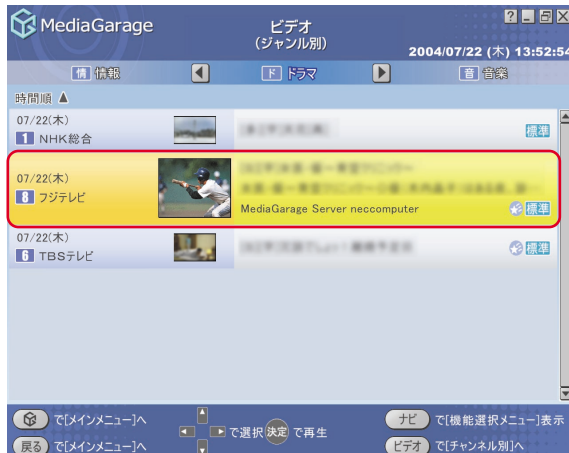 MediaGarage
ビデオ
(ジャンル別)
2004/07/22 (木) 13:52:54
情 情報
ド ドラマ
音 音楽
時間順 ▲
07/22(木)
1 NHK総合
標準
07/22(木)
8 フジテレビ
MediaGarage Server neccomputer
標準
07/22(木)
6 TBSテレビ
標準
で[メインメニュー]へ
で選択 決定 で再生
ナビ で[機能選択メニュー]表示
戻る で[メインメニュー]へ
ビデオ で[チャンネル別]へ